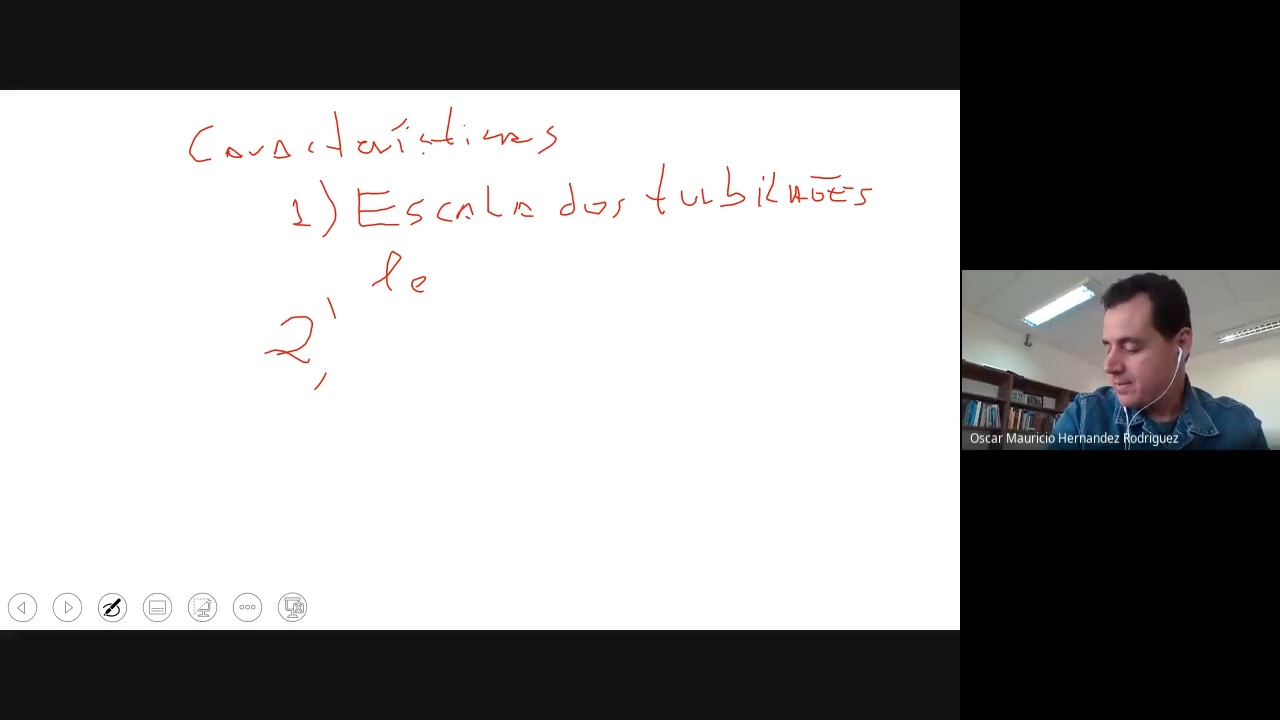 Características
1) Escala dos turbilhões
le
2)
Oscar Mauricio Hernandez Rodriguez